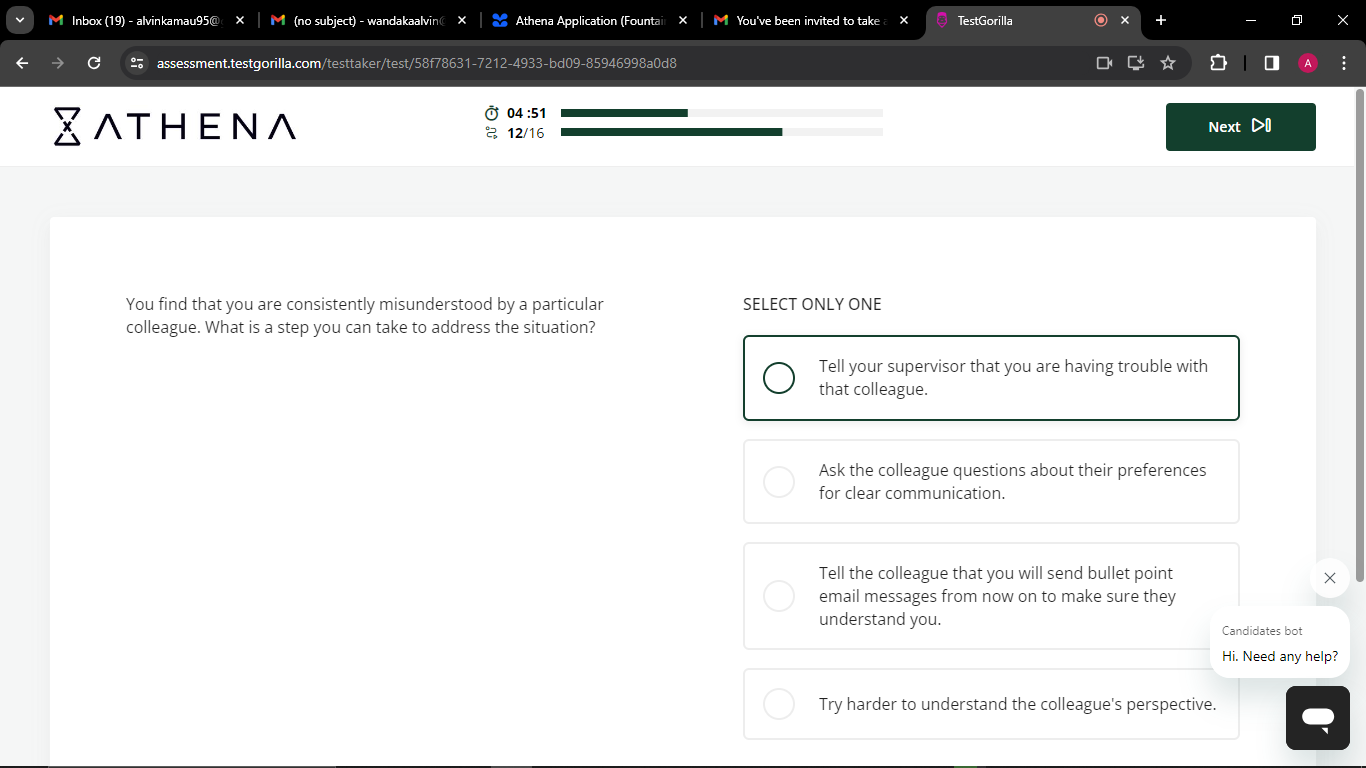 Inbox (19) - alvinkamau95@
(no subject) - wandakaalvin@
Athena Application (Fountai
You've been invited to take a
TestGorilla
assessment.testgorilla.com/testtaker/test/58f78631-7212-4933-bd09-85946998a0d8
A
ATHENA
04 :51
12/16
Next
You find that you are consistently misunderstood by a particular
colleague. What is a step you can take to address the situation?
SELECT ONLY ONE
Tell your supervisor that you are having trouble with
that colleague.
Ask the colleague questions about their preferences
for clear communication.
Tell the colleague that you will send bullet point
email messages from now on to make sure they
understand you.
Try harder to understand the colleague's perspective.
Candidates bot
Hi. Need any help?